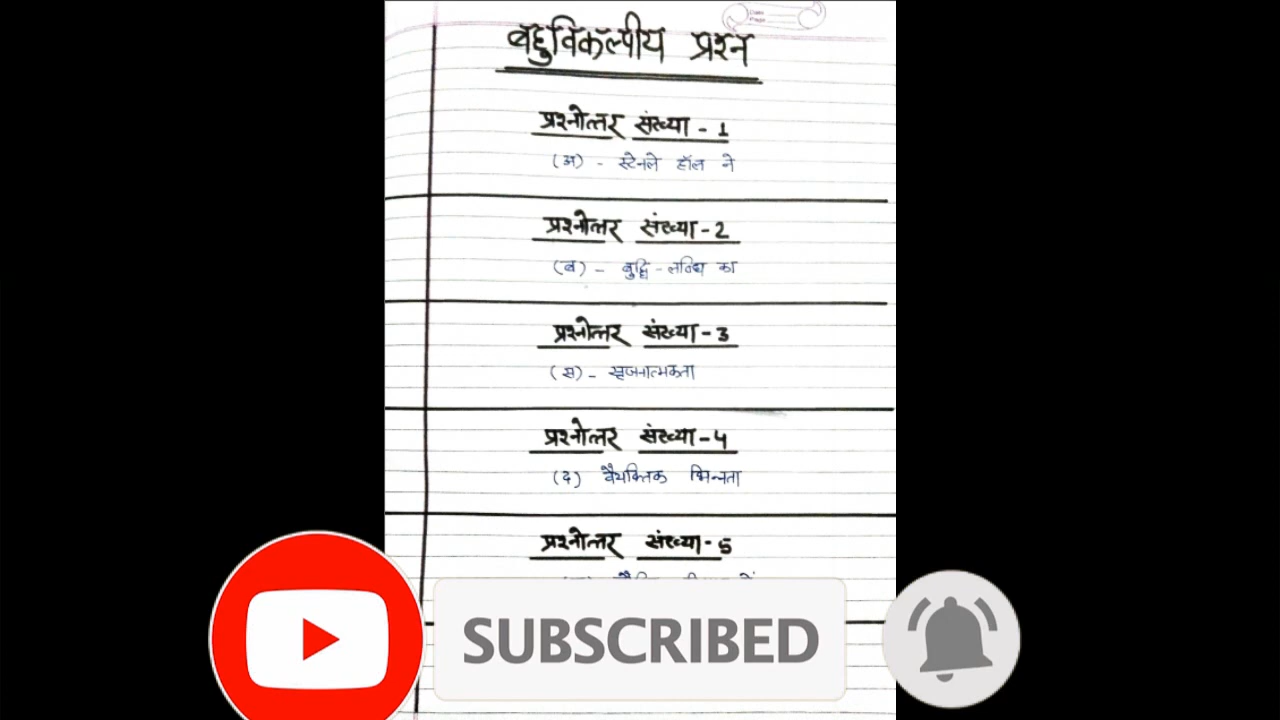 बहुविकल्पीय प्रश्न
प्रश्नोत्तर संख्या - 1
(अ) - स्टेनले हॉल ने
प्रश्नोत्तर संख्या - 2
(ब) - बुद्धि - लब्धि का
प्रश्नोत्तर संख्या - 3
(स) - सृजनात्मकता
प्रश्नोत्तर संख्या - 4
(द) वैयक्तिक भिन्नता
प्रश्नोत्तर संख्या - 5
SUBSCRIBED